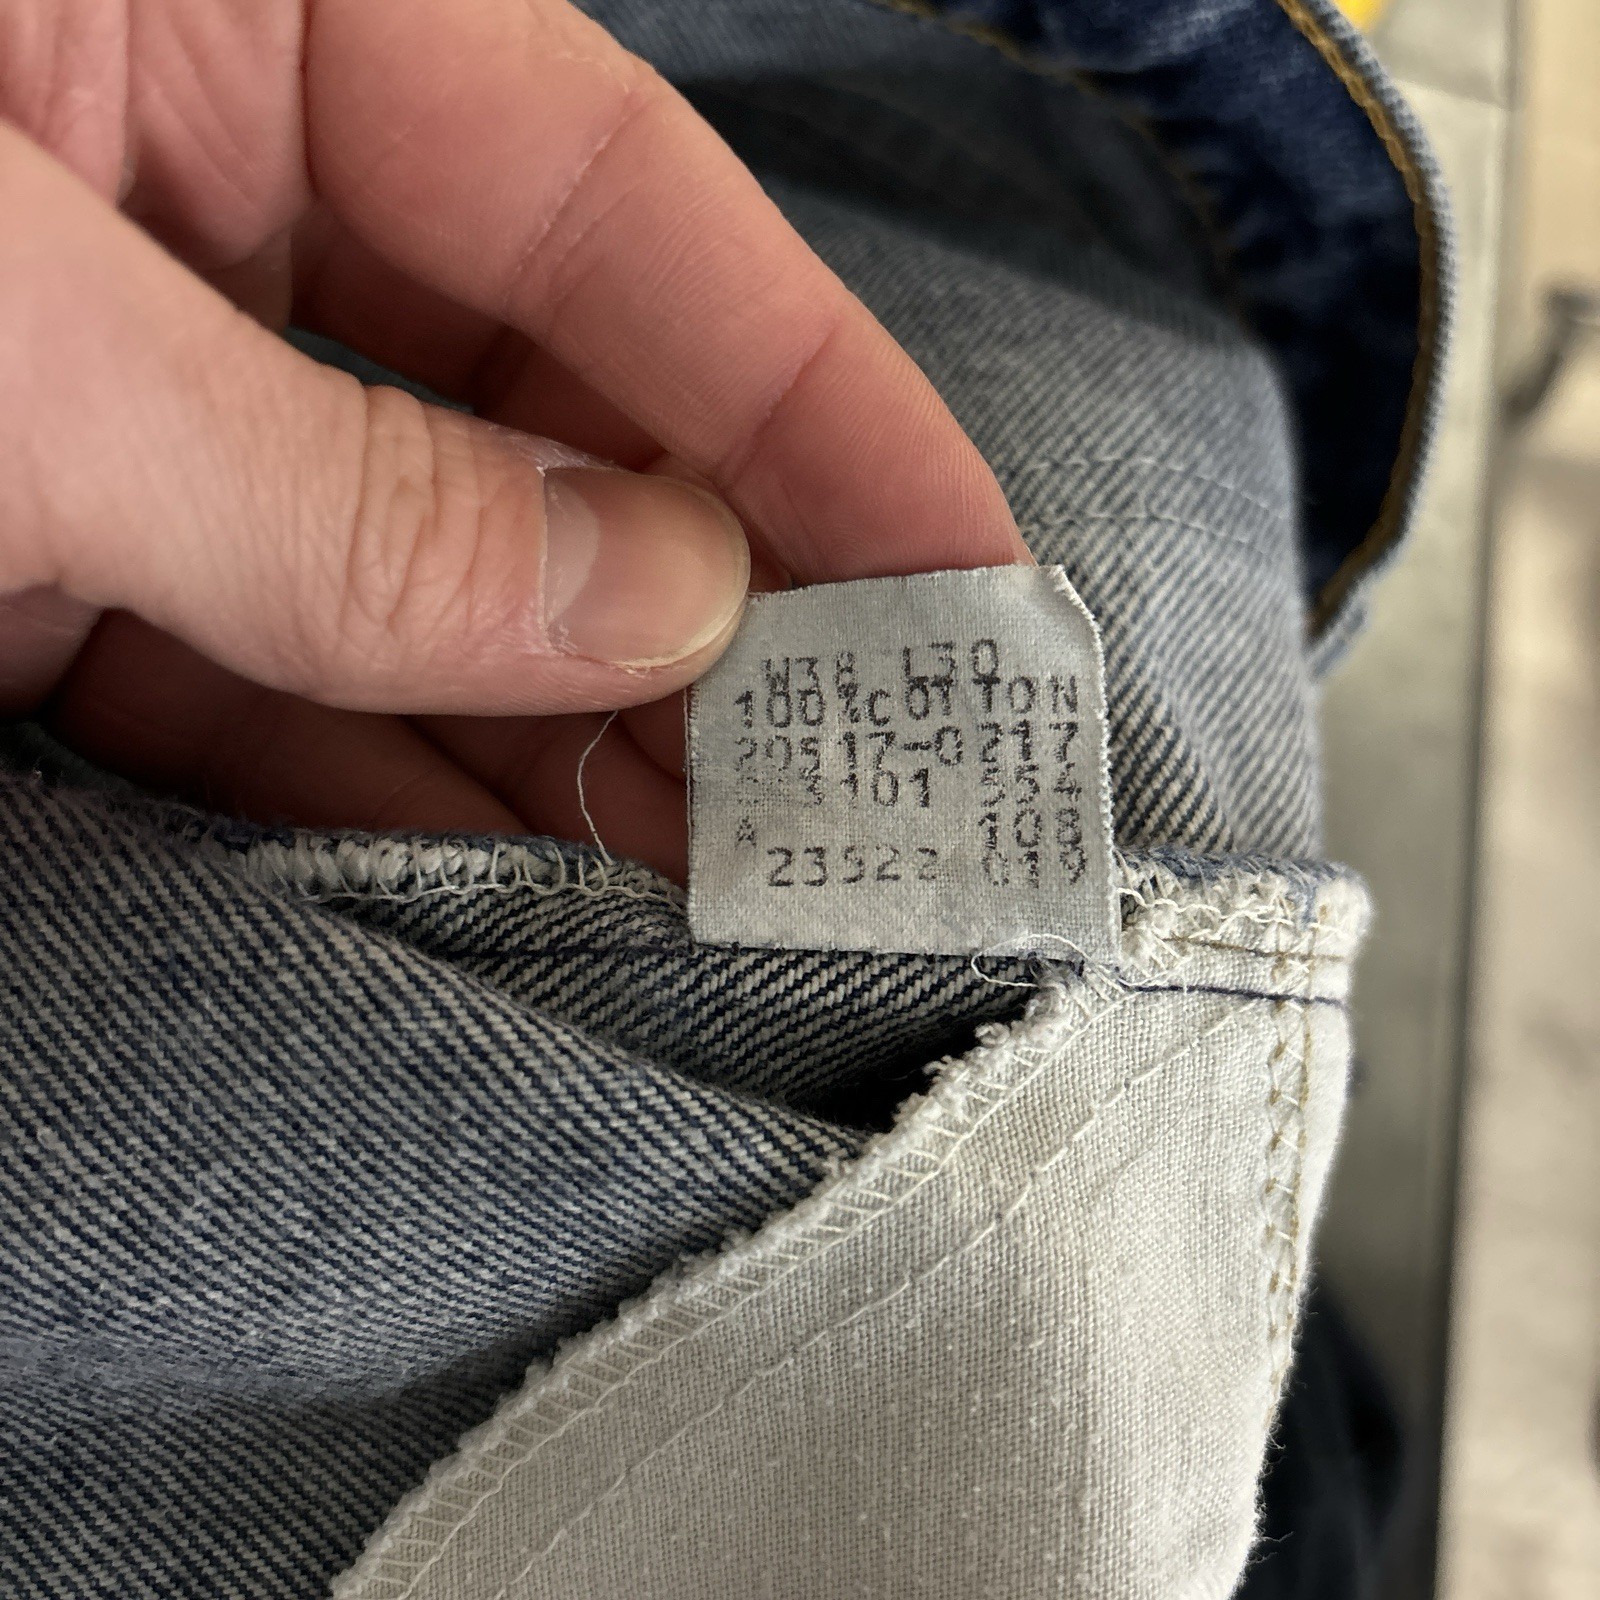 W38 L30
100%COTTON
20517-0217
3101 554
A 108
23522 019